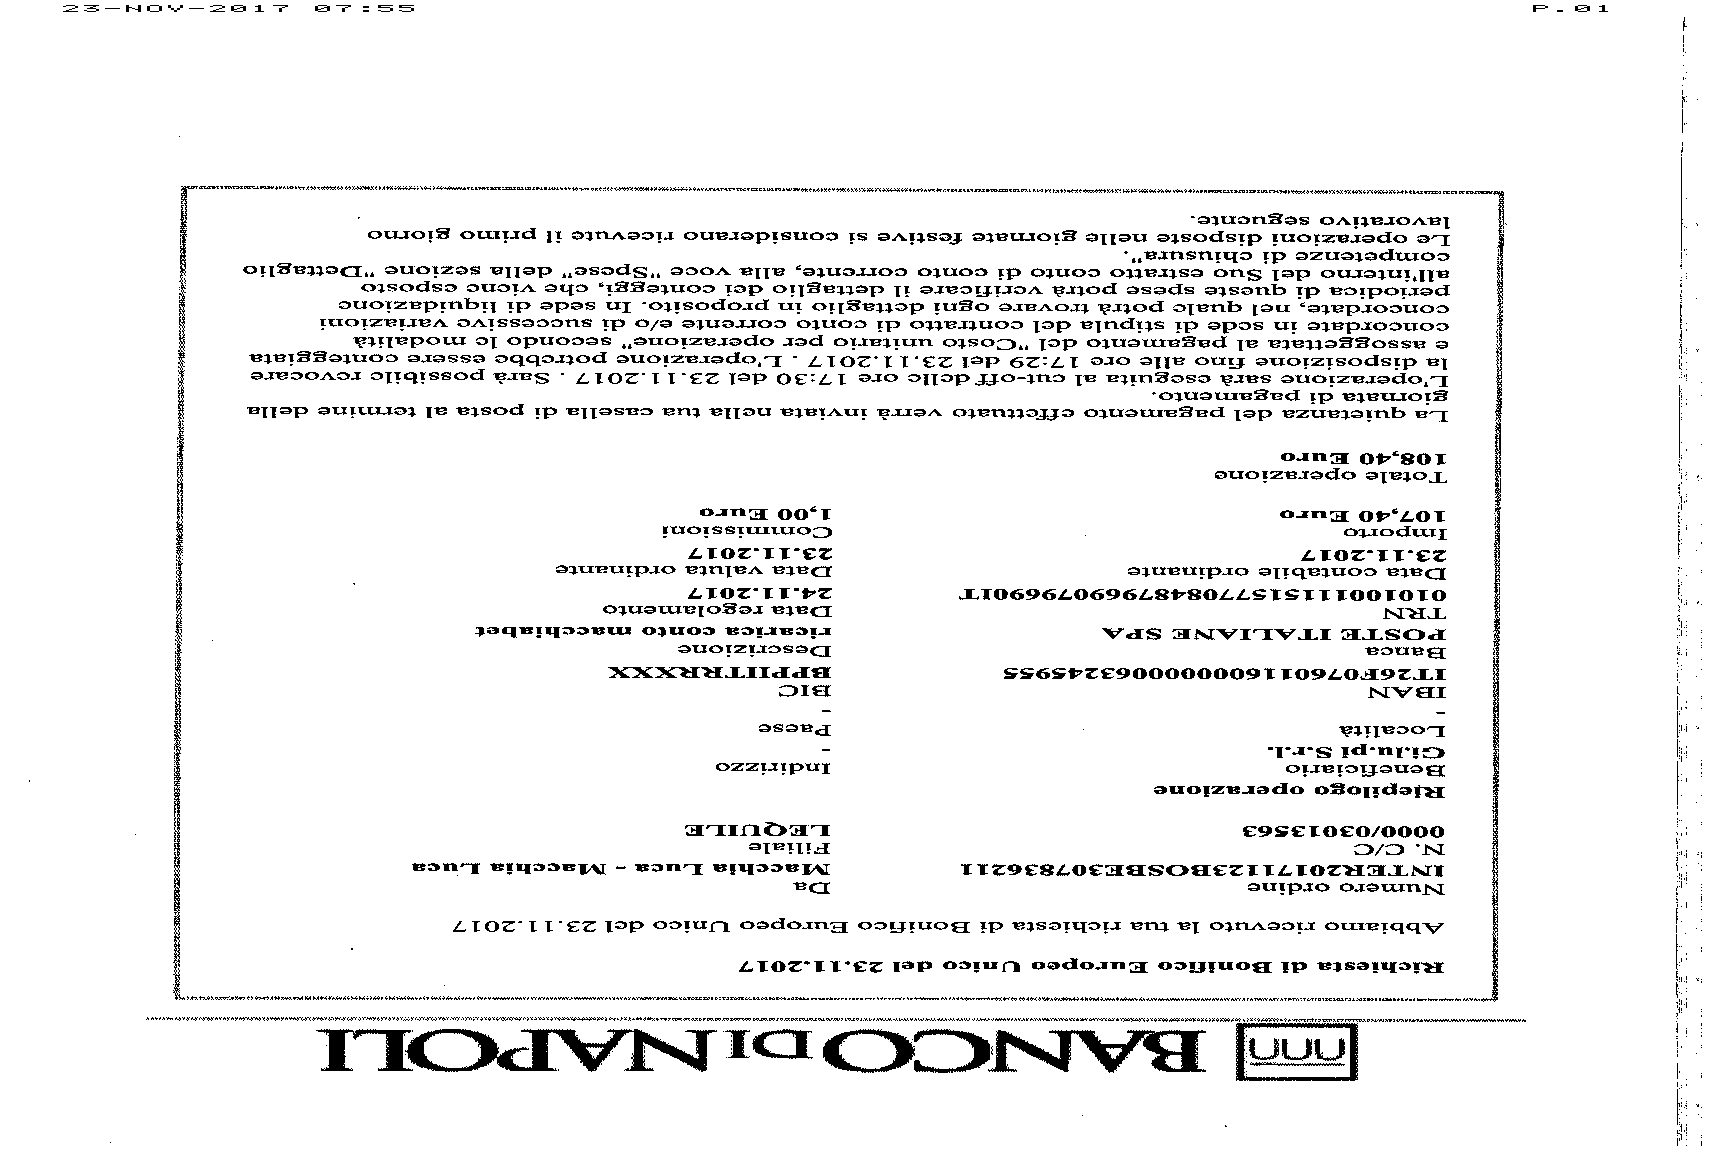 23-NOV-2017 07:55 P.01
BANCO DI NAPOLI
Richiesta di Bonifico Europeo Unico del 23.11.2017
Abbiamo ricevuto la tua richiesta di Bonifico Europeo Unico del 23.11.2017
Numero ordine Da
INTER20171123BOSBE307836211 Macchia Luca Macchia Luca - Macchia Luca
N. C/C Filiale
0000/03013563 LEQUILE
Riepilogo operazione
Beneficiario Indirizzo
Gi.lu.pi S.r.l. -
Località Paese
- -
IBAN BIC
IT26F0760116000000063245955 BPPIITRRXXX
Banca Descrizione
POSTE ITALIANE SPA ricarica conto macchiabet
TRN Data regolamento
0101001115157708487969079690IT 24.11.2017
Data contabile ordinante Data valuta ordinante
23.11.2017 23.11.2017
Importo Commissioni
107,40 Euro 1,00 Euro
Totale operazione
108,40 Euro
La quietanza del pagamento effettuato verrà inviata nella tua casella di posta al termine della
giornata di pagamento.
L'operazione sarà eseguita al cut-off delle ore 17:30 del 23.11.2017 . Sarà possibile revocare
la disposizione fino alle ore 17:29 del 23.11.2017 . L'operazione potrebbe essere conteggiata
e assoggettata al pagamento del "Costo unitario per operazione" secondo le modalità
concordate in sede di stipula del contratto di conto corrente e/o di successive variazioni
concordate, nel quale potrà trovare ogni dettaglio in proposito. In sede di liquidazione
periodica di queste spese potrà verificare il dettaglio dei conteggi, che viene esposto
all'interno del Suo estratto conto di conto corrente, alla voce "Spese" della sezione "Dettaglio
competenze di chiusura".
Le operazioni disposte nelle giornate festive si considerano ricevute il primo giorno
lavorativo seguente.